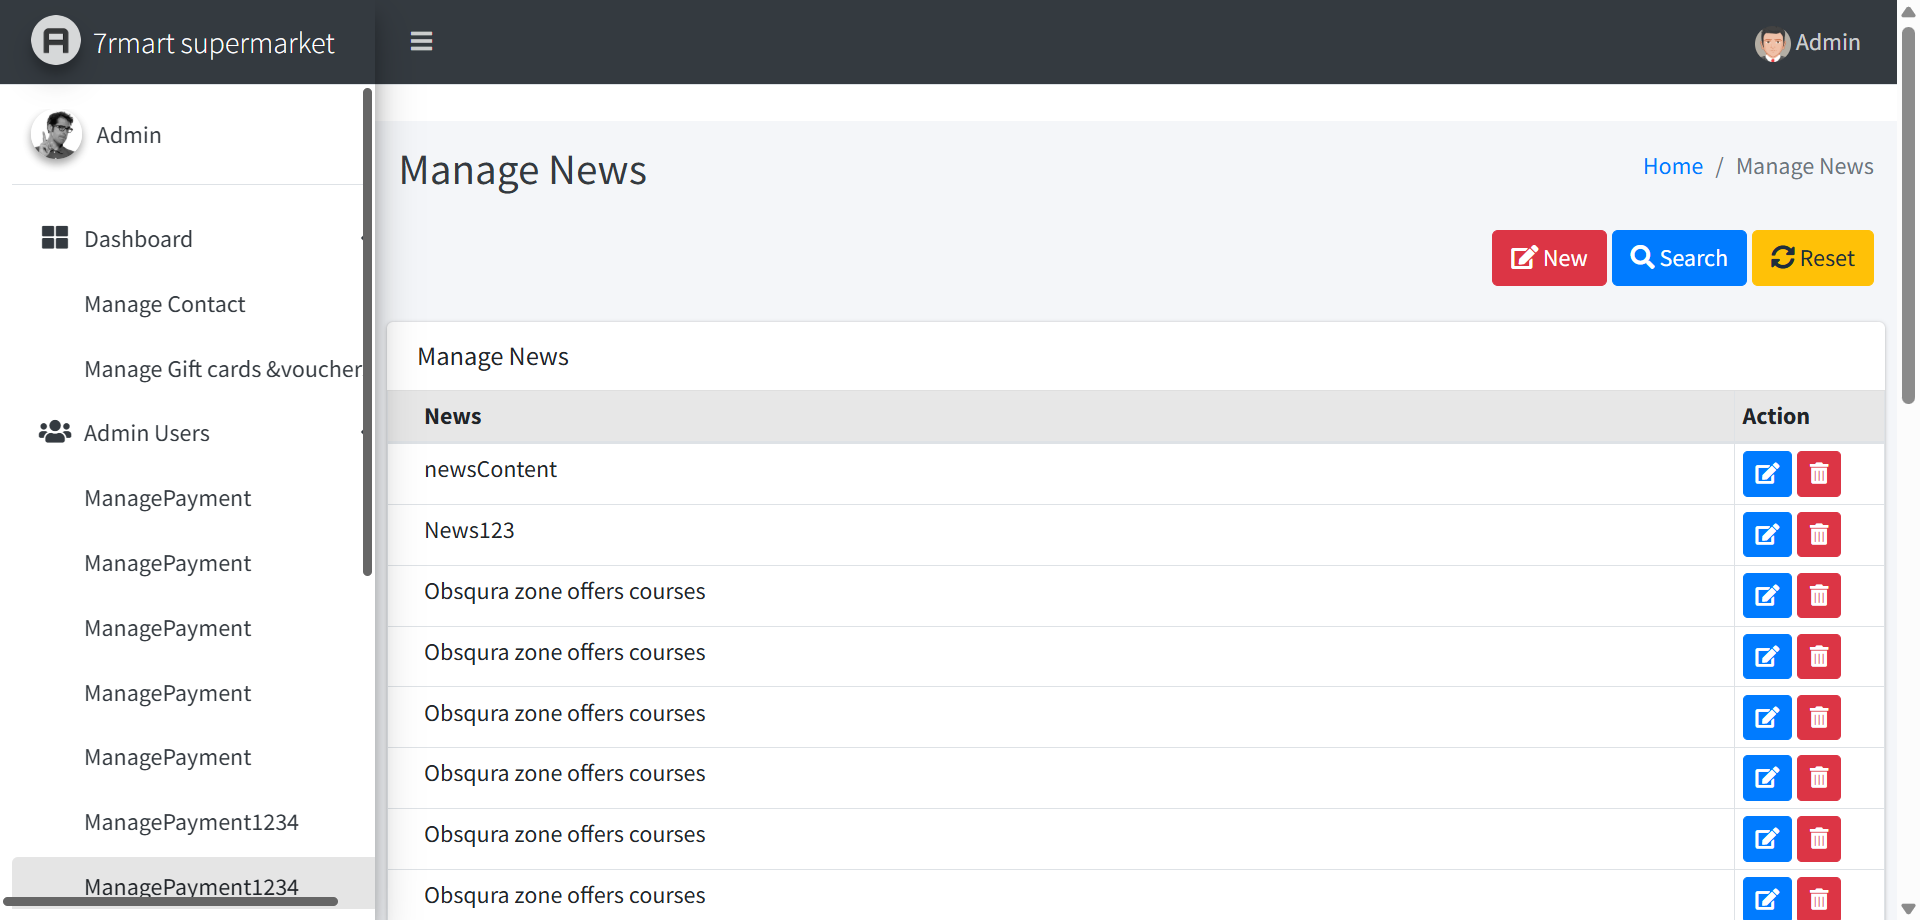 7rmart supermarket
Admin
Admin
Dashboard
Manage Contact
Manage Gift cards &voucher
Admin Users
ManagePayment
ManagePayment
ManagePayment
ManagePayment
ManagePayment
ManagePayment1234
ManagePayment1234
Manage News
Home / Manage News
New
Search
Reset
Manage News
News Action
newsContent
News123
Obsqura zone offers courses
Obsqura zone offers courses
Obsqura zone offers courses
Obsqura zone offers courses
Obsqura zone offers courses
Obsqura zone offers courses